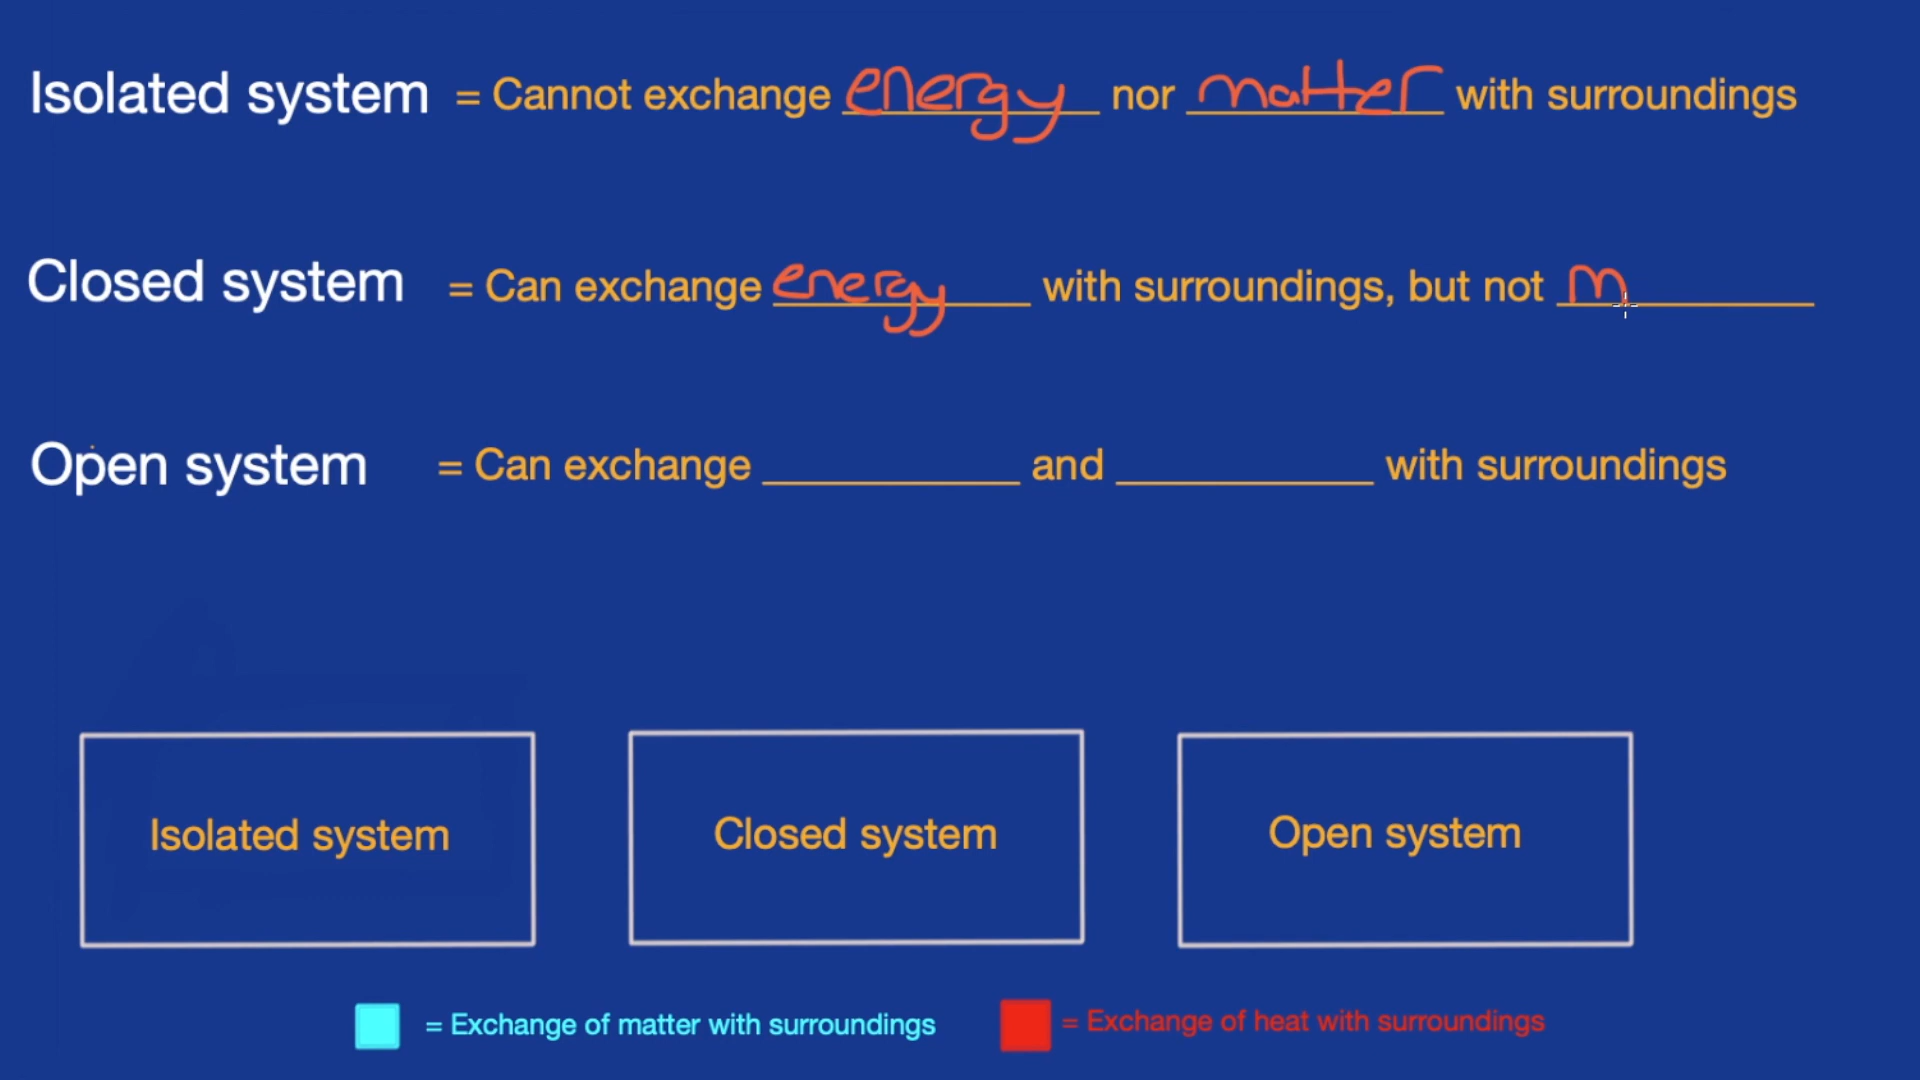 Isolated system = Cannot exchange energy nor matter with surroundings
Closed system = Can exchange energy with surroundings, but not m
Open system = Can exchange __________ and __________ with surroundings
Isolated system
Closed system
Open system
= Exchange of matter with surroundings
= Exchange of heat with surroundings